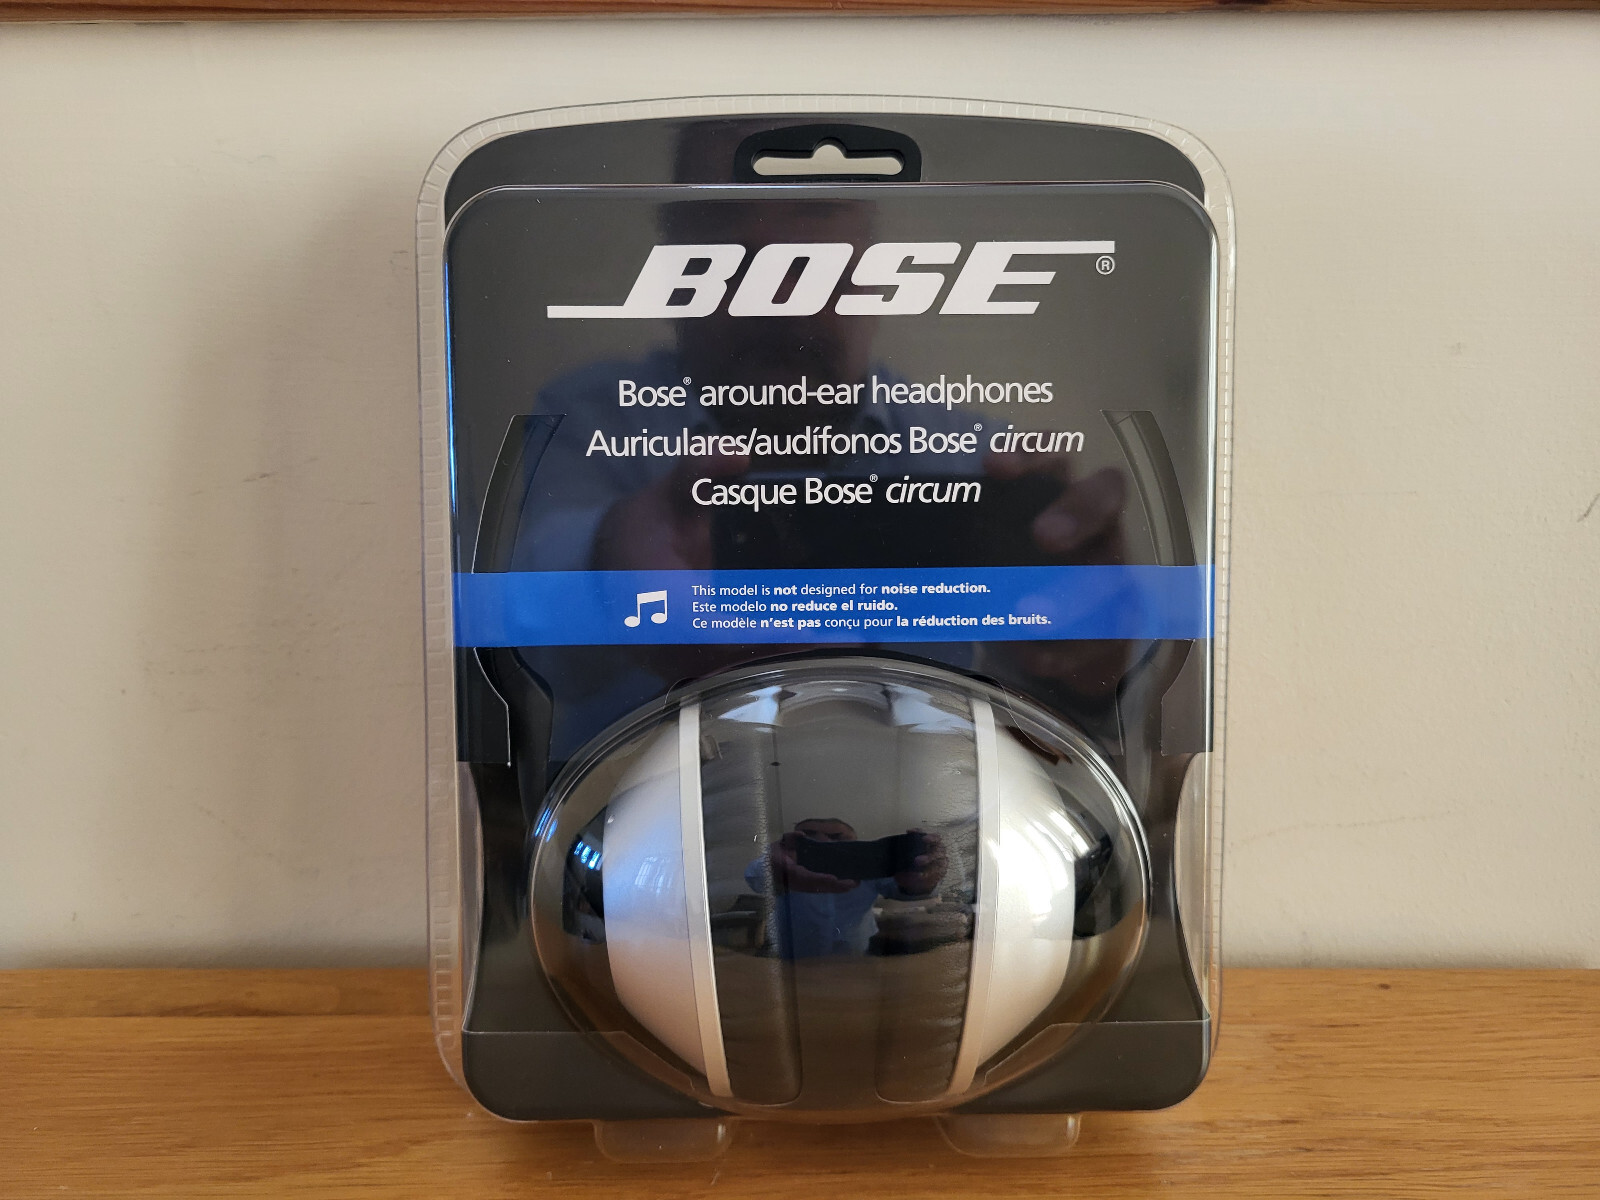 BOSE®
Bose® around-ear headphones
Auriculares/audífonos Bose® circum
Casque Bose® circum
This model is not designed for noise reduction.
Este modelo no reduce el ruido.
Ce modèle n'est pas conçu pour la réduction des bruits.